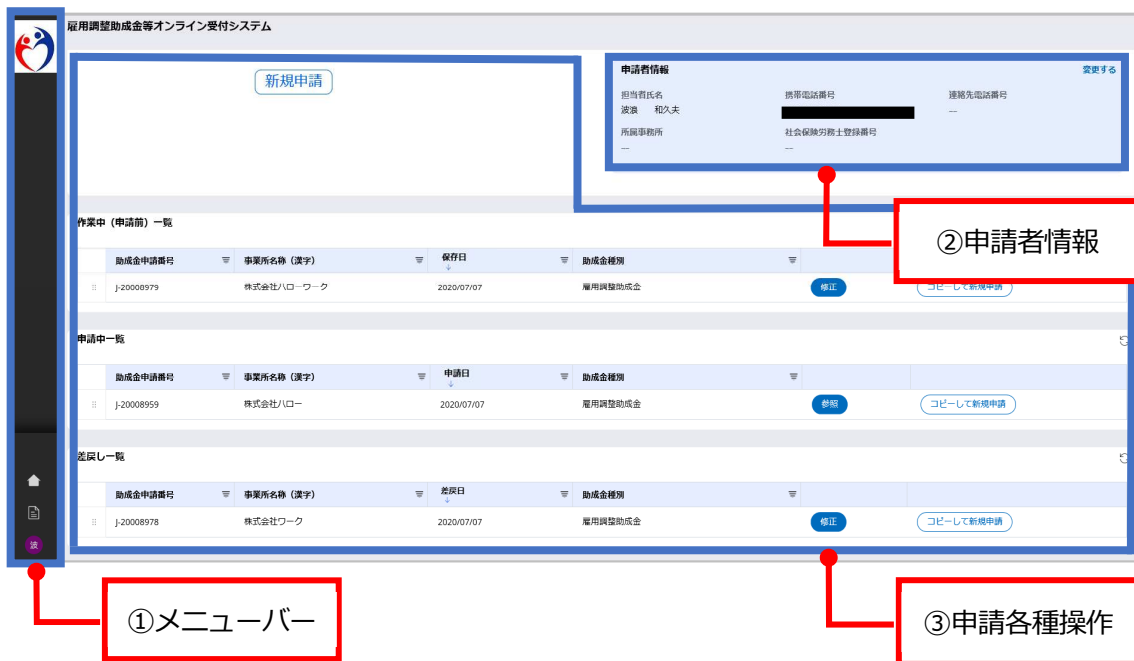 雇用調整助成金等オンライン受付システム
新規申請
申請者情報 変更する
担当者氏名 携帯電話番号 連絡先電話番号
波浪 和久夫 --
所属事務所 社会保険労務士登録番号
-- --
②申請者情報
作業中（申請前）一覧
助成金申請番号 事業所名称（漢字） 保存日 助成金種別
J-20008979 株式会社ハローワーク 2020/07/07 雇用調整助成金 修正 コピーして新規申請
申請中一覧
助成金申請番号 事業所名称（漢字） 申請日 助成金種別
J-20008959 株式会社ハロー 2020/07/07 雇用調整助成金 参照 コピーして新規申請
差戻し一覧
助成金申請番号 事業所名称（漢字） 差戻日 助成金種別
J-20008978 株式会社ワーク 2020/07/07 雇用調整助成金 修正 コピーして新規申請
波
①メニューバー
③申請各種操作